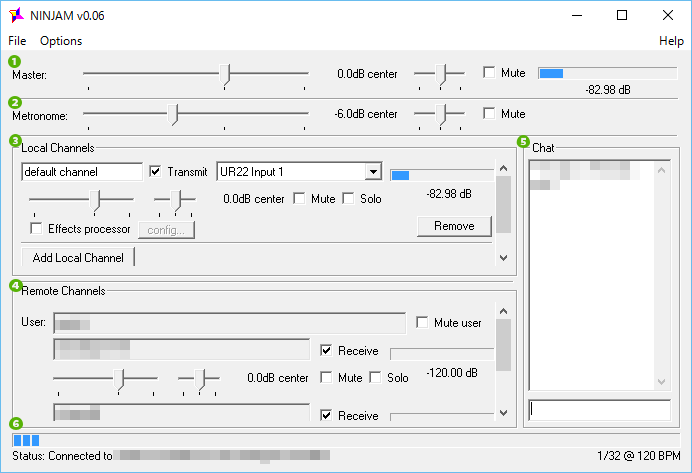 NINJAM v0.06
File Options Help
1
Master: 0.0dB center Mute
-82.98 dB
2
Metronome: -6.0dB center Mute
3
Local Channels
default channel Transmit UR22 Input 1
0.0dB center Mute Solo -82.98 dB
Effects processor config... Remove
Add Local Channel
4
Remote Channels
User: Mute user
Receive
0.0dB center Mute Solo -120.00 dB
Receive
5
Chat
6
Status: Connected to 1/32 @ 120 BPM